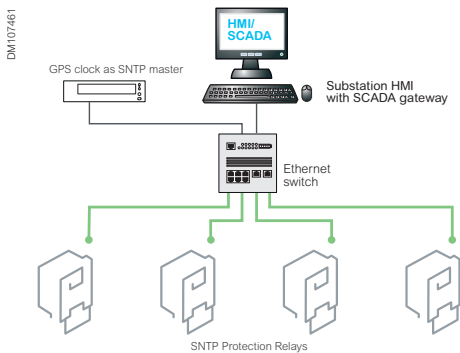 DM107461
HMI/
SCADA
GPS clock as SNTP master
Substation HMI
with SCADA gateway
Ethernet
switch
SNTP Protection Relays